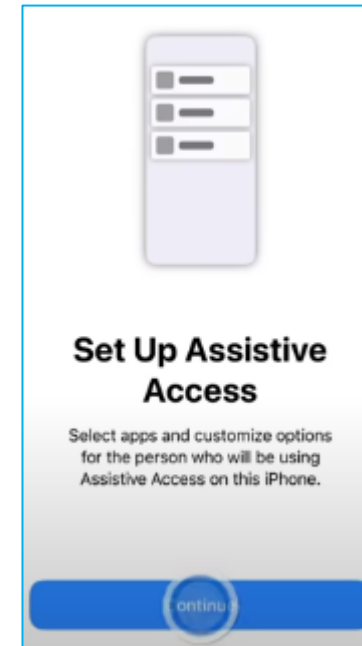 Set Up Assistive
Access
Select apps and customize options
for the person who will be using
Assistive Access on this iPhone.
Continue